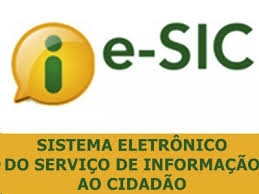 i e-SIC
SISTEMA ELETRÔNICO
DO SERVIÇO DE INFORMAÇÃO
AO CIDADÃO